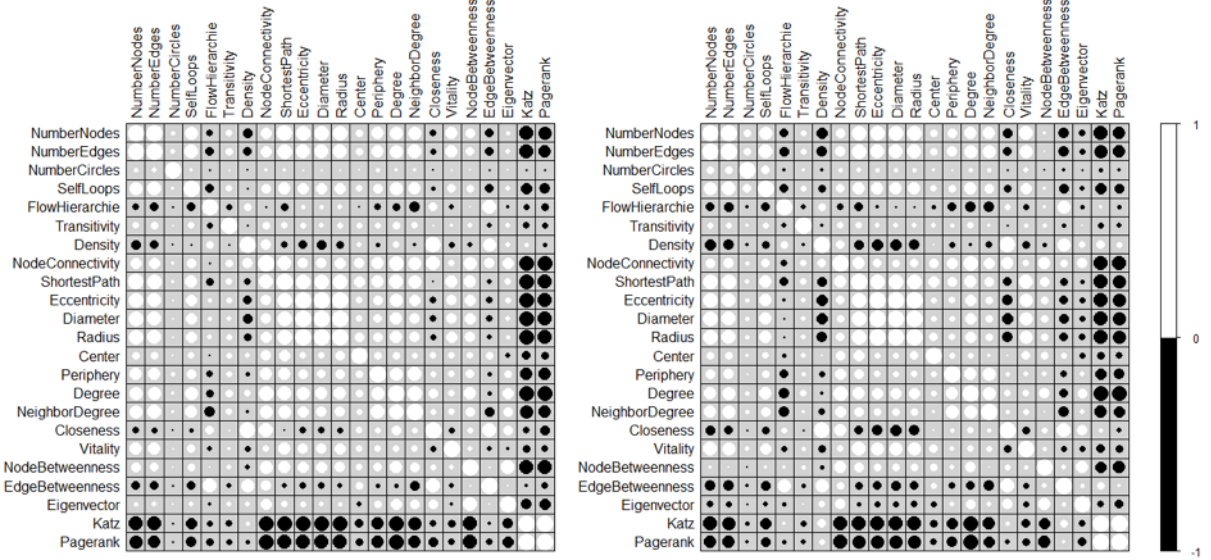 NumberNodes
NumberEdges
NumberCircles
SelfLoops
FlowHierarchie
Transitivity
Density
NodeConnectivity
ShortestPath
Eccentricity
Diameter
Radius
Center
Periphery
Degree
NeighborDegree
Closeness
Vitality
NodeBetweenness
EdgeBetweenness
Eigenvector
Katz
Pagerank
NumberNodes
NumberEdges
NumberCircles
SelfLoops
FlowHierarchie
Transitivity
Density
NodeConnectivity
ShortestPath
Eccentricity
Diameter
Radius
Center
Periphery
Degree
NeighborDegree
Closeness
Vitality
NodeBetweenness
EdgeBetweenness
Eigenvector
Katz
Pagerank
NumberNodes
NumberEdges
NumberCircles
SelfLoops
FlowHierarchie
Transitivity
Density
NodeConnectivity
ShortestPath
Eccentricity
Diameter
Radius
Center
Periphery
Degree
NeighborDegree
Closeness
Vitality
NodeBetweenness
EdgeBetweenness
Eigenvector
Katz
Pagerank
NumberNodes
NumberEdges
NumberCircles
SelfLoops
FlowHierarchie
Transitivity
Density
NodeConnectivity
ShortestPath
Eccentricity
Diameter
Radius
Center
Periphery
Degree
NeighborDegree
Closeness
Vitality
NodeBetweenness
EdgeBetweenness
Eigenvector
Katz
Pagerank
1
0
-1